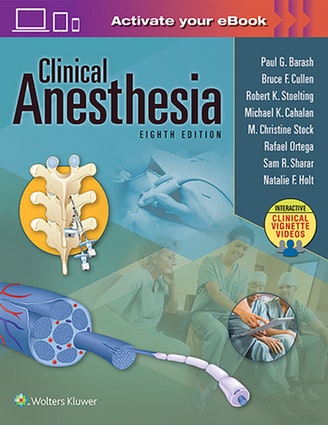 Activate your eBook
Clinical
Anesthesia
EIGHTH EDITION
Paul G. Barash
Bruce F. Cullen
Robert K. Stoelting
Michael K. Cahalan
M. Christine Stock
Rafael Ortega
Sam R. Sharar
Natalie F. Holt
INTERACTIVE
CLINICAL
VIGNETTE
VIDEOS
Wolters Kluwer